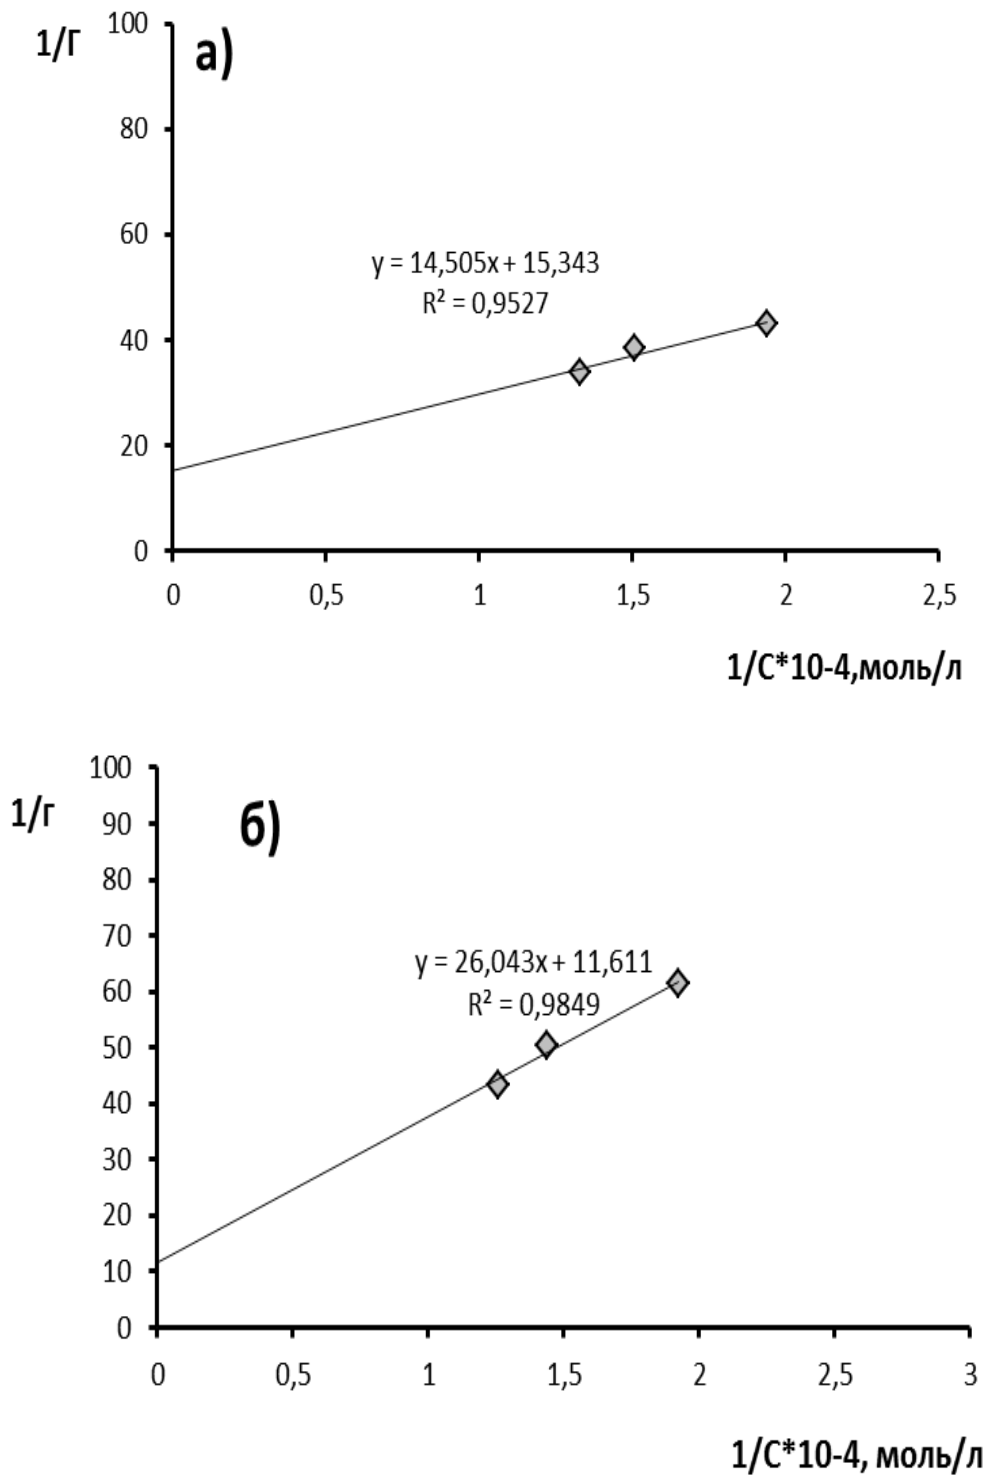 1/Г
а)
100
80
60
40
20
0
y = 14,505x + 15,343
R² = 0,9527
0 0,5 1 1,5 2 2,5
1/С*10-4,моль/л
1/г
б)
100
90
80
70
60
50
40
30
20
10
0
y = 26,043x + 11,611
R² = 0,9849
0 0,5 1 1,5 2 2,5 3
1/С*10-4, моль/л